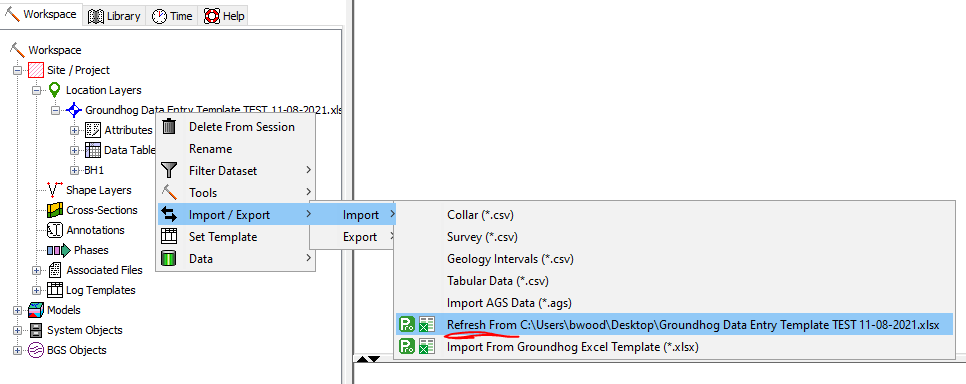 Workspace Library Time Help
Workspace
Site / Project
Location Layers
Groundhog Data Entry Template TEST 11-08-2021.xls
Attributes
Data Table
BH1
Shape Layers
Cross-Sections
Annotations
Phases
Associated Files
Log Templates
Models
System Objects
BGS Objects
Delete From Session
Rename
Filter Dataset
Tools
Import / Export
Set Template
Data
Import
Export
Collar (*.csv)
Survey (*.csv)
Geology Intervals (*.csv)
Tabular Data (*.csv)
Import AGS Data (*.ags)
Refresh From C:\Users\bwood\Desktop\Groundhog Data Entry Template TEST 11-08-2021.xlsx
Import From Groundhog Excel Template (*.xlsx)